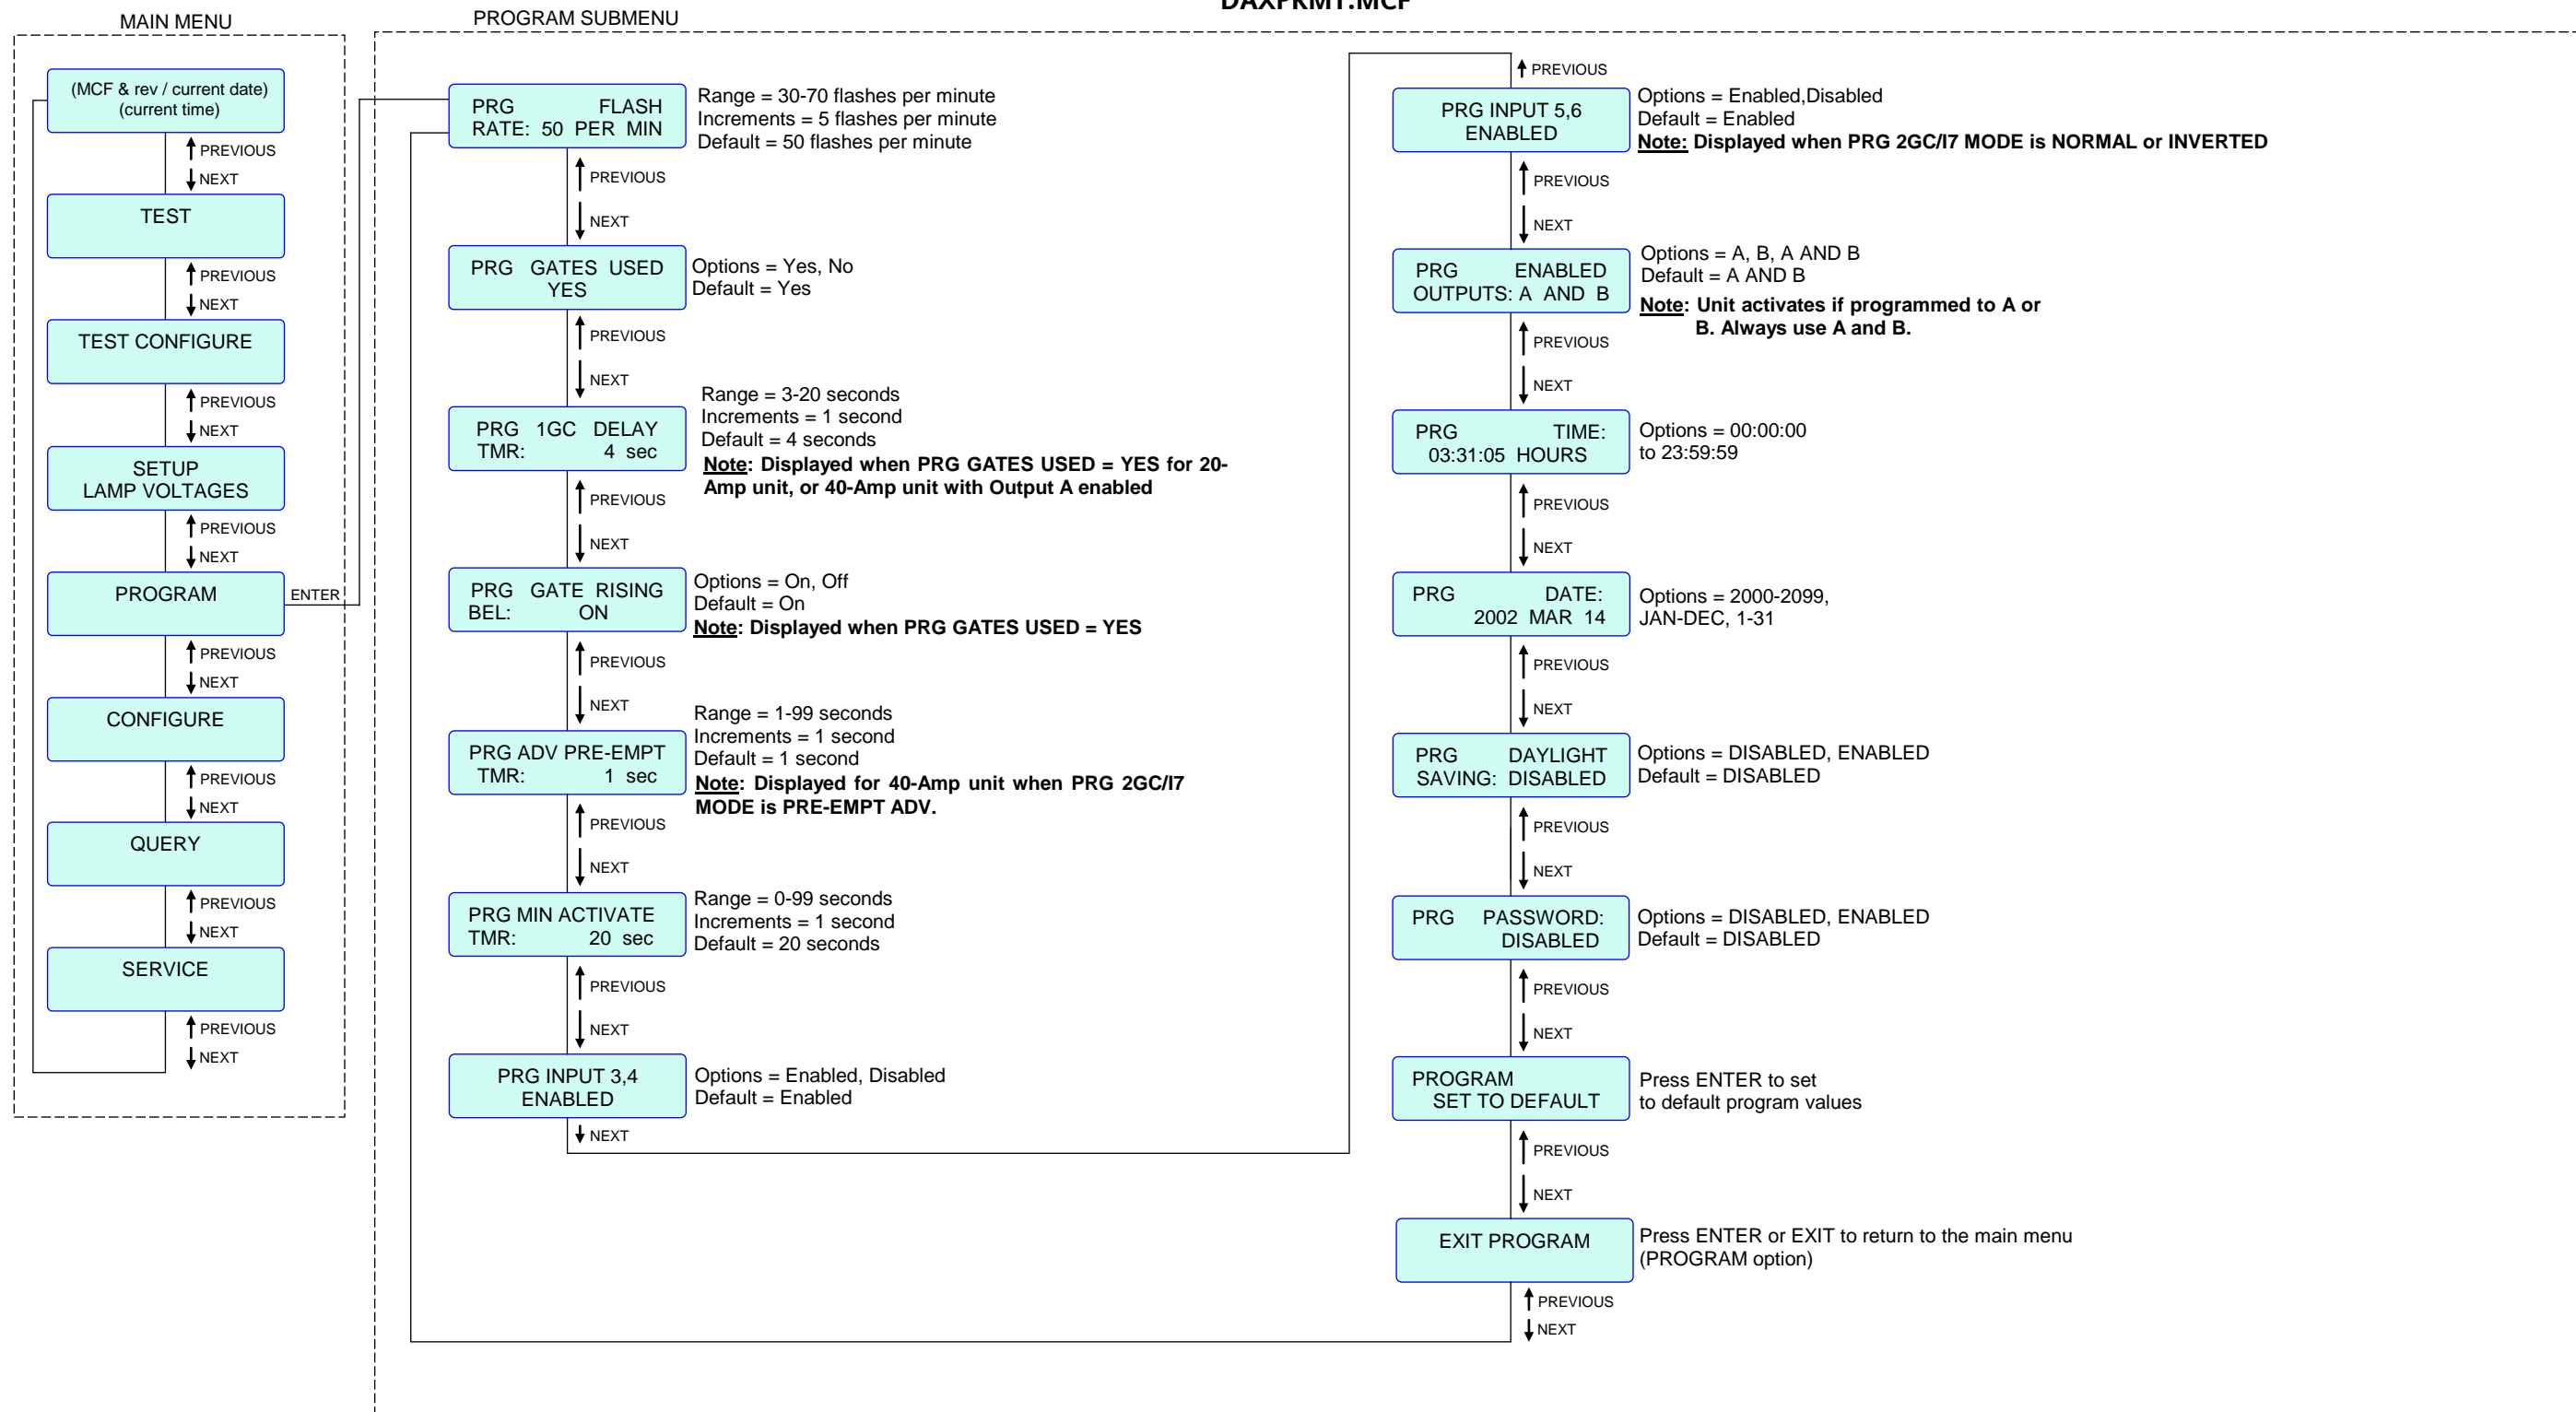 DAXPRMT.MCF
MAIN MENU
(MCF & rev / current date)
(current time)
PREVIOUS
NEXT
TEST
PREVIOUS
NEXT
TEST CONFIGURE
PREVIOUS
NEXT
SETUP
LAMP VOLTAGES
PREVIOUS
NEXT
PROGRAM
ENTER
PREVIOUS
NEXT
CONFIGURE
PREVIOUS
NEXT
QUERY
PREVIOUS
NEXT
SERVICE
PREVIOUS
NEXT
PROGRAM SUBMENU
PRG FLASH
RATE: 50 PER MIN
Range = 30-70 flashes per minute
Increments = 5 flashes per minute
Default = 50 flashes per minute
PREVIOUS
NEXT
PRG GATES USED
YES
Options = Yes, No
Default = Yes
PREVIOUS
NEXT
PRG 1GC DELAY
TMR: 4 sec
Range = 3-20 seconds
Increments = 1 second
Default = 4 seconds
Note: Displayed when PRG GATES USED = YES for 20-
Amp unit, or 40-Amp unit with Output A enabled
PREVIOUS
NEXT
PRG GATE RISING
BEL: ON
Options = On, Off
Default = On
Note: Displayed when PRG GATES USED = YES
PREVIOUS
NEXT
PRG ADV PRE-EMPT
TMR: 1 sec
Range = 1-99 seconds
Increments = 1 second
Default = 1 second
Note: Displayed for 40-Amp unit when PRG 2GC/I7
MODE is PRE-EMPT ADV.
PREVIOUS
NEXT
PRG MIN ACTIVATE
TMR: 20 sec
Range = 0-99 seconds
Increments = 1 second
Default = 20 seconds
PREVIOUS
NEXT
PRG INPUT 3,4
ENABLED
Options = Enabled, Disabled
Default = Enabled
NEXT
PREVIOUS
PRG INPUT 5,6
ENABLED
Options = Enabled,Disabled
Default = Enabled
Note: Displayed when PRG 2GC/I7 MODE is NORMAL or INVERTED
PREVIOUS
NEXT
PRG ENABLED
OUTPUTS: A AND B
Options = A, B, A AND B
Default = A AND B
Note: Unit activates if programmed to A or
B. Always use A and B.
PREVIOUS
NEXT
PRG TIME:
03:31:05 HOURS
Options = 00:00:00
to 23:59:59
PREVIOUS
NEXT
PRG DATE:
2002 MAR 14
Options = 2000-2099,
JAN-DEC, 1-31
PREVIOUS
NEXT
PRG DAYLIGHT
SAVING: DISABLED
Options = DISABLED, ENABLED
Default = DISABLED
PREVIOUS
NEXT
PRG PASSWORD:
DISABLED
Options = DISABLED, ENABLED
Default = DISABLED
PREVIOUS
NEXT
PROGRAM
SET TO DEFAULT
Press ENTER to set
to default program values
PREVIOUS
NEXT
EXIT PROGRAM
Press ENTER or EXIT to return to the main menu
(PROGRAM option)
PREVIOUS
NEXT